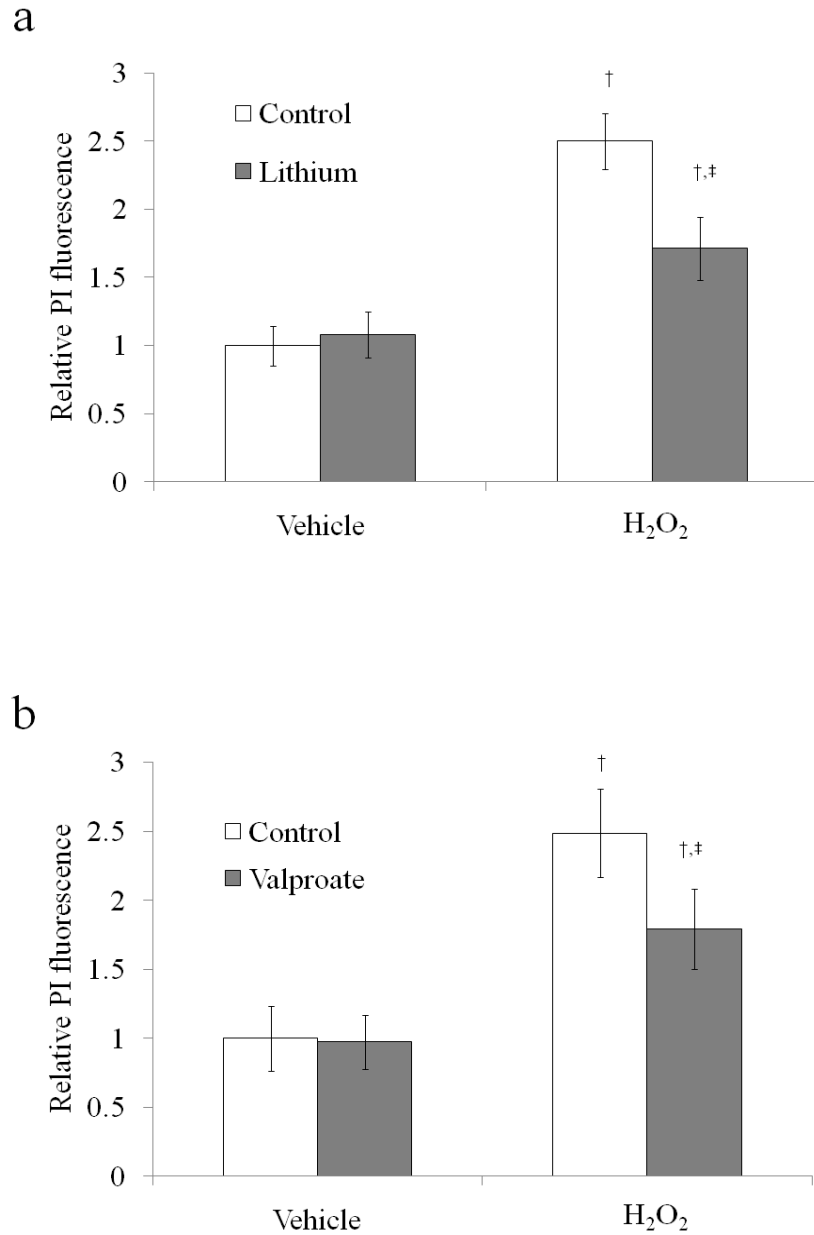 a
3
2.5
2
1.5
1
0.5
0
Relative PI fluorescence
Control
Lithium
†
†,‡
Vehicle
H₂O₂
b
3
2.5
2
1.5
1
0.5
0
Relative PI fluorescence
Control
Valproate
†
†,‡
Vehicle
H₂O₂